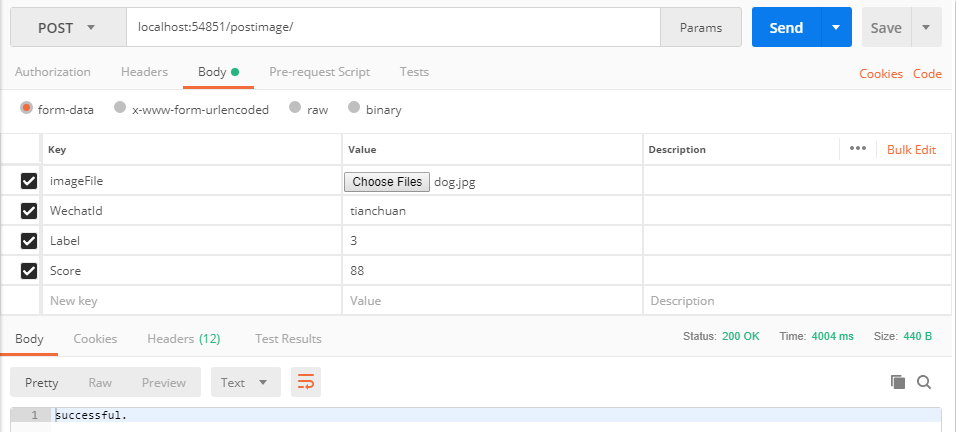 POST localhost:54851/postimage/ Params Send Save
Authorization Headers Body Pre-request Script Tests Cookies Code
form-data x-www-form-urlencoded raw binary
Key Value Description ••• Bulk Edit
imageFile Choose Files dog.jpg
WechatId tianchuan
Label 3
Score 88
New key Value Description
Body Cookies Headers (12) Test Results Status: 200 OK Time: 4004 ms Size: 440 B
Pretty Raw Preview Text
1 successful.